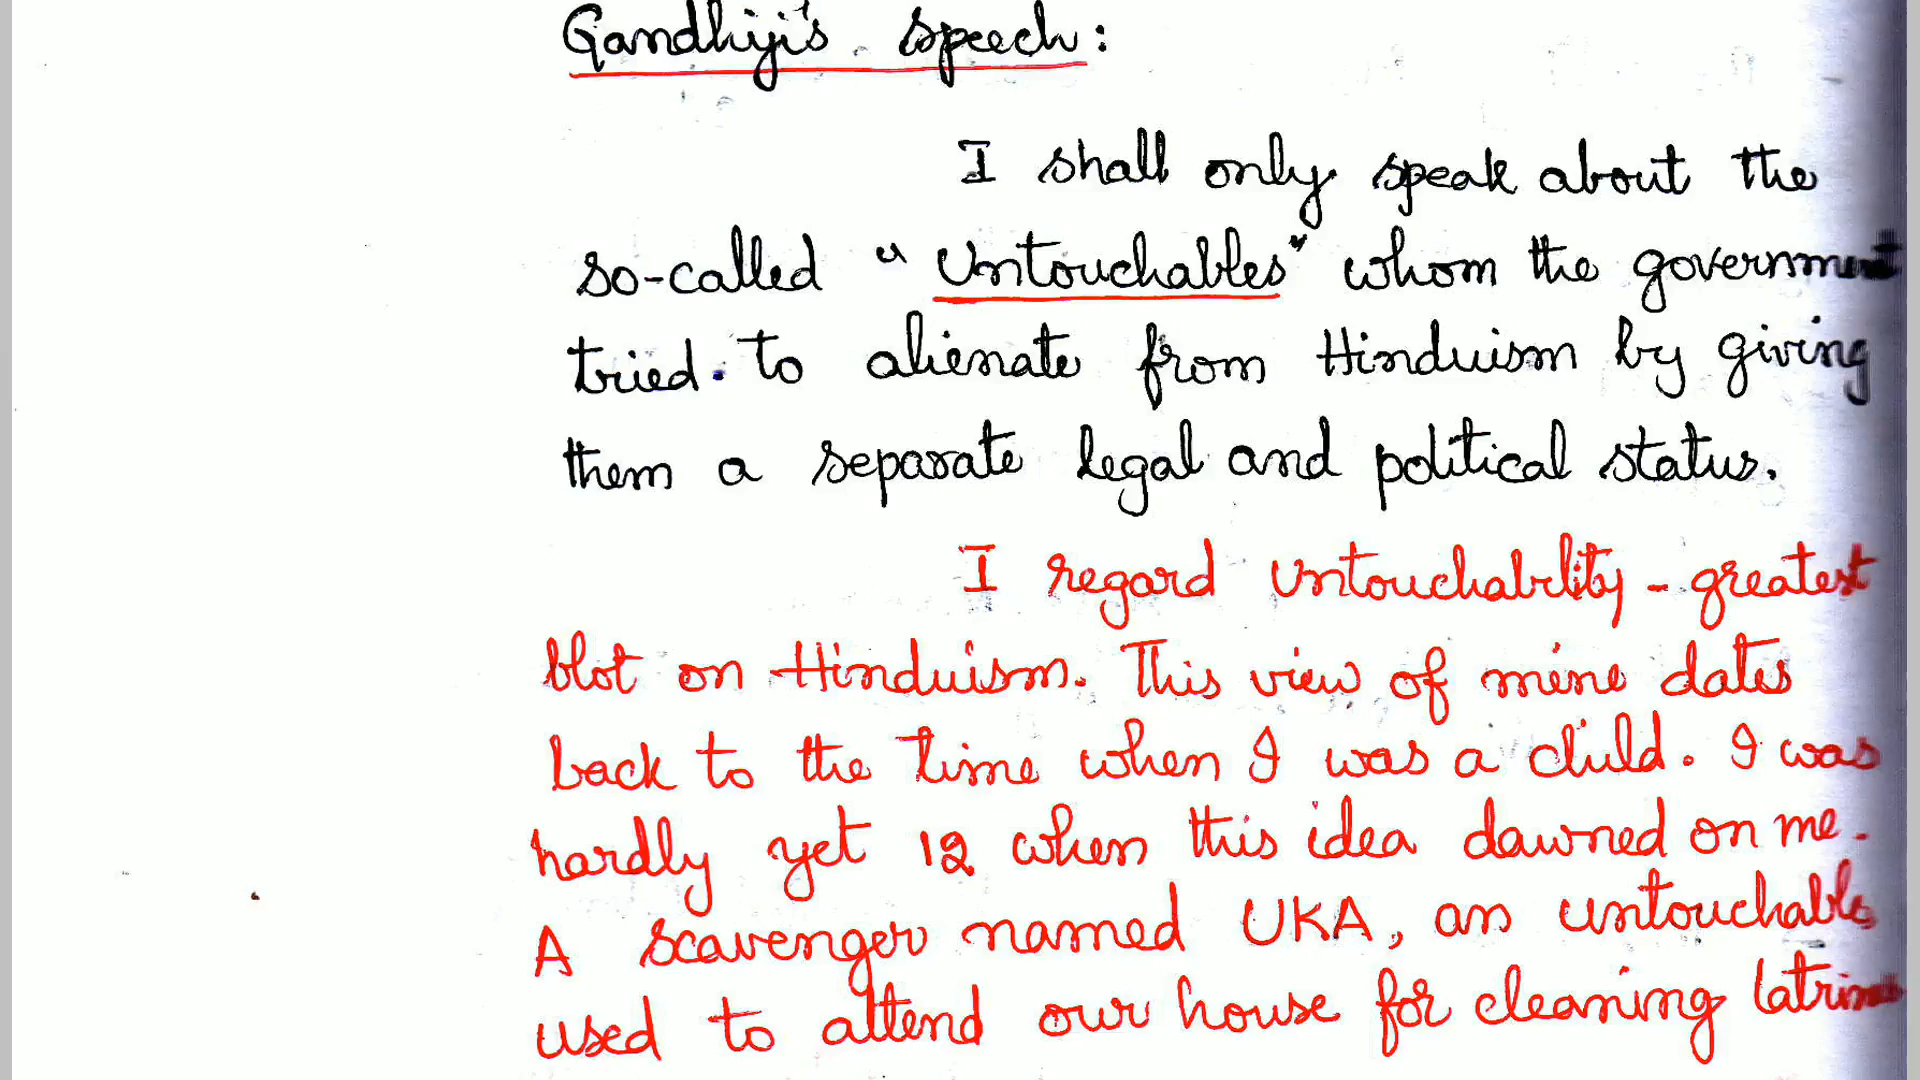 Gandhiji's speech:
I shall only speak about the
so-called "Untouchables" whom the government
tried to alienate from Hinduism by giving
them a separate legal and political status.
I regard Untouchability - greatest
blot on Hinduism. This view of mine dates
back to the time when I was a child. I was
hardly yet 12 when this idea dawned on me.
A scavenger named UKA, an untouchable
used to attend our house for cleaning latrines